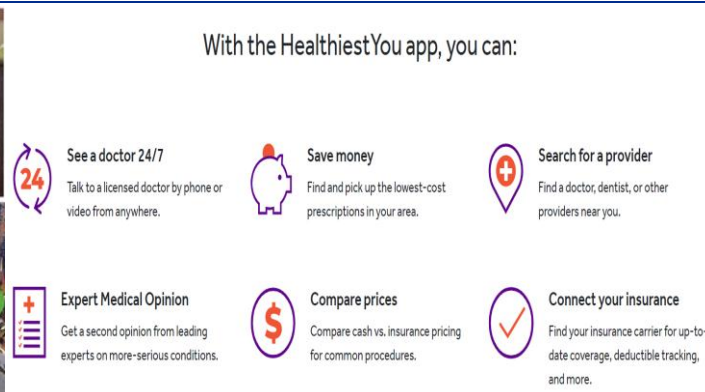 With the HealthiestYou app, you can:
24
See a doctor 24/7
Talk to a licensed doctor by phone or
video from anywhere.
Save money
Find and pick up the lowest-cost
prescriptions in your area.
Search for a provider
Find a doctor, dentist, or other
providers near you.
Expert Medical Opinion
Get a second opinion from leading
experts on more-serious conditions.
$
Compare prices
Compare cash vs. insurance pricing
for common procedures.
Connect your insurance
Find your insurance carrier for up-to-
date coverage, deductible tracking,
and more.